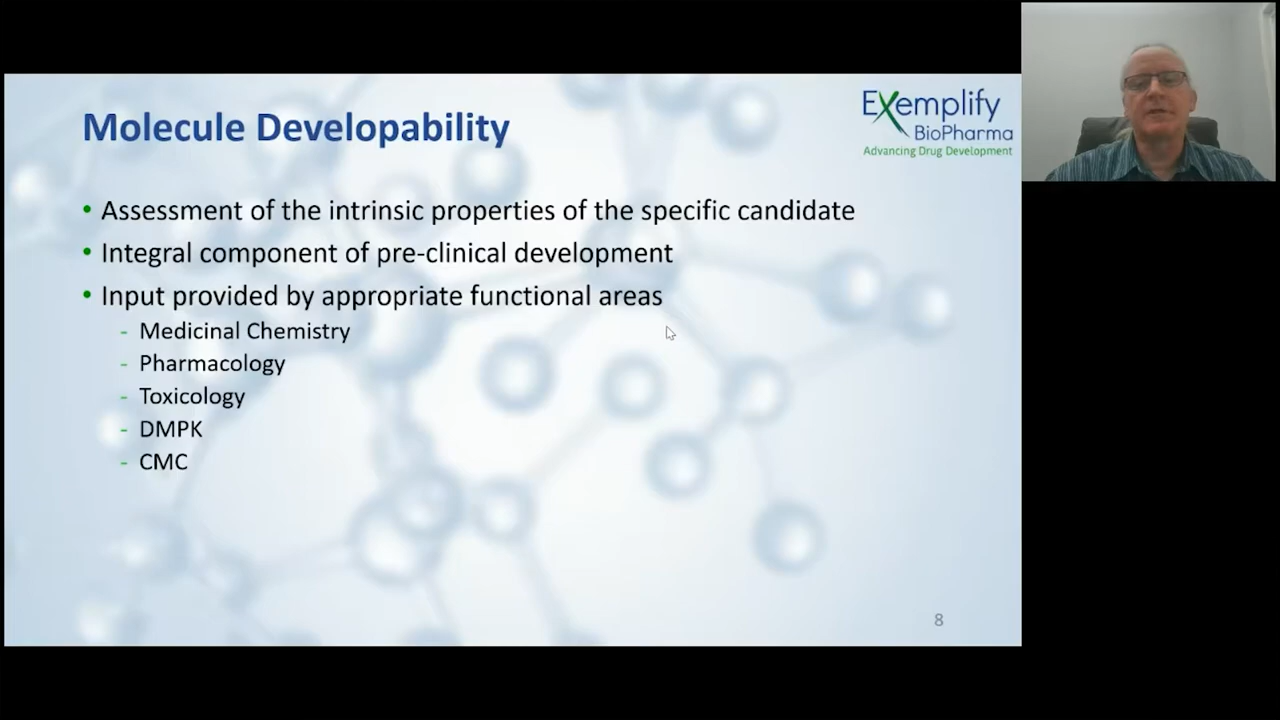 Molecule Developability
Exemplify
BioPharma
Advancing Drug Development
• Assessment of the intrinsic properties of the specific candidate
• Integral component of pre-clinical development
• Input provided by appropriate functional areas
- Medicinal Chemistry
- Pharmacology
- Toxicology
- DMPK
- CMC
8